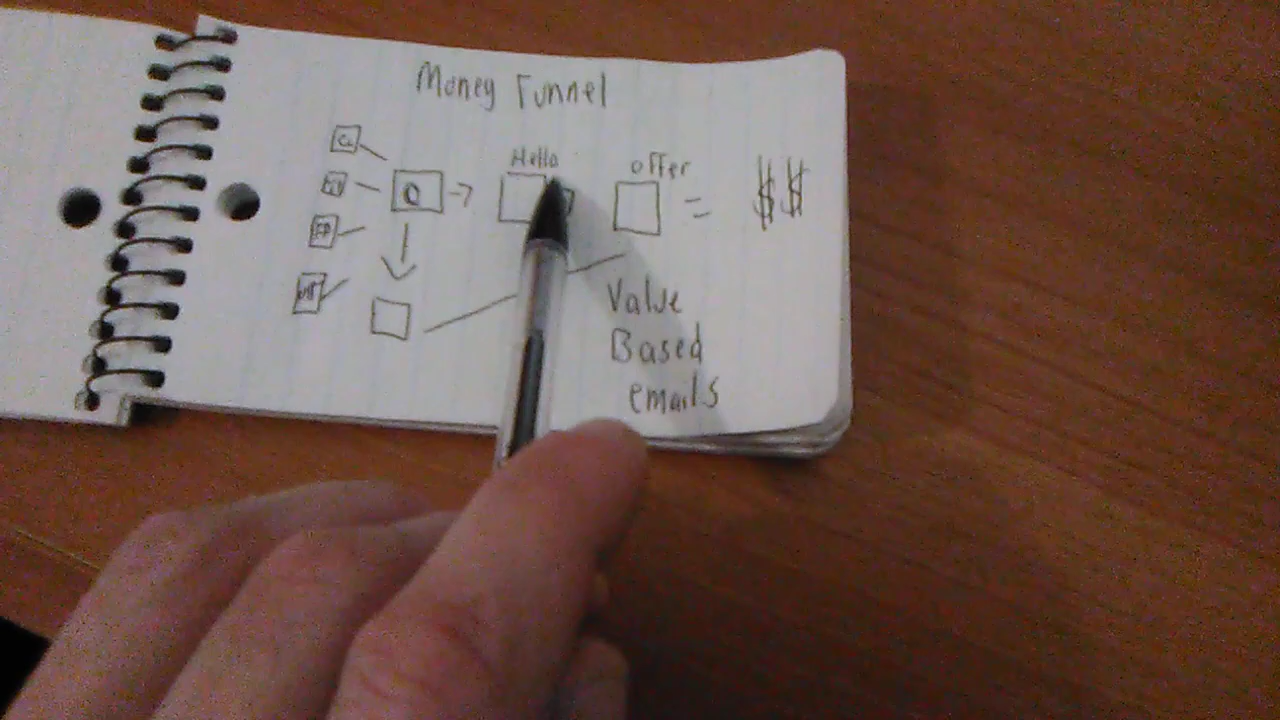 Money Funnel
Hello
offer
O
= $$
Value
Based
emails